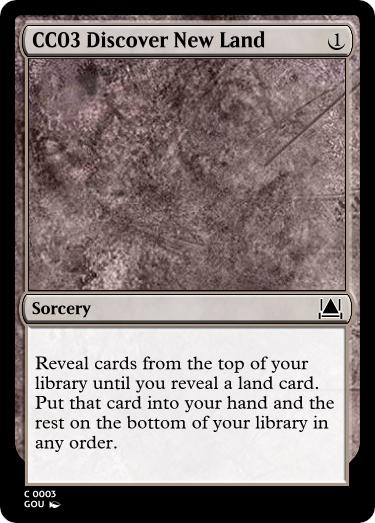 CC03 Discover New Land 1
Sorcery
Reveal cards from the top of your
library until you reveal a land card.
Put that card into your hand and the
rest on the bottom of your library in
any order.
C 0003
GOU